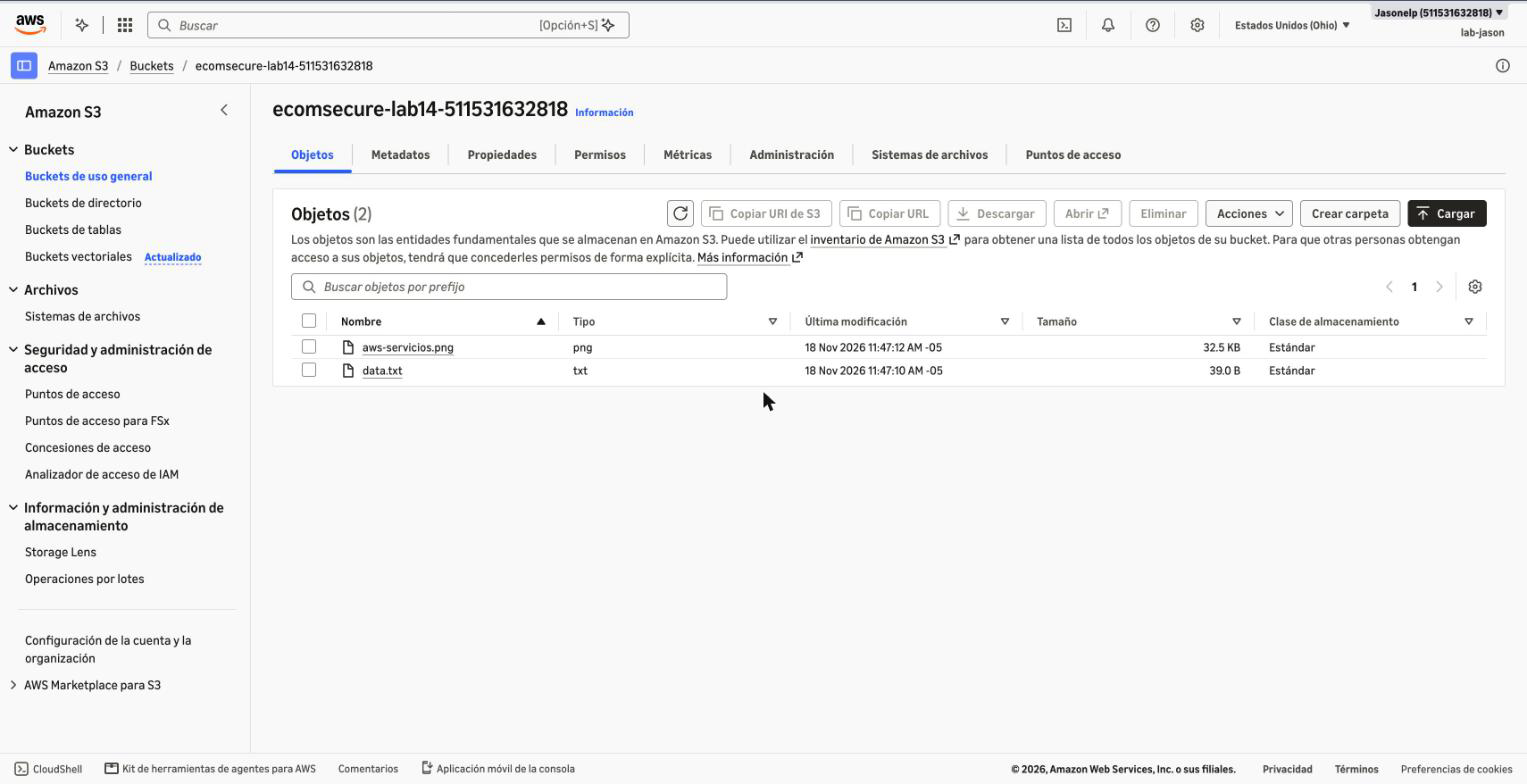 aws
Buscar
[Opción+S]
Estados Unidos (Ohio) ▼
Jasonelp (511531632818) ▼
lab-jason
Amazon S3 / Buckets / ecomsecure-lab14-511531632818
Amazon S3
Buckets
Buckets de uso general
Buckets de directorio
Buckets de tablas
Buckets vectoriales Actualizado
Archivos
Sistemas de archivos
Seguridad y administración de
acceso
Puntos de acceso
Puntos de acceso para FSx
Concesiones de acceso
Analizador de acceso de IAM
Información y administración de
almacenamiento
Storage Lens
Operaciones por lotes
Configuración de la cuenta y la
organización
AWS Marketplace para S3
ecomsecure-lab14-511531632818 Información
Objetos Metadatos Propiedades Permisos Métricas Administración Sistemas de archivos Puntos de acceso
Objetos (2)
Copiar URI de S3 Copiar URL Descargar Abrir Eliminar Acciones Crear carpeta Cargar
Los objetos son las entidades fundamentales que se almacenan en Amazon S3. Puede utilizar el inventario de Amazon S3 para obtener una lista de todos los objetos de su bucket. Para que otras personas obtengan
acceso a sus objetos, tendrá que concederles permisos de forma explícita. Más información
Buscar objetos por prefijo
1
Nombre Tipo Última modificación Tamaño Clase de almacenamiento
aws-servicios.png png 18 Nov 2026 11:47:12 AM -05 32.5 KB Estándar
data.txt txt 18 Nov 2026 11:47:10 AM -05 39.0 B Estándar
CloudShell Kit de herramientas de agentes para AWS Comentarios Aplicación móvil de la consola
© 2026, Amazon Web Services, Inc. o sus filiales. Privacidad Términos Preferencias de cookies